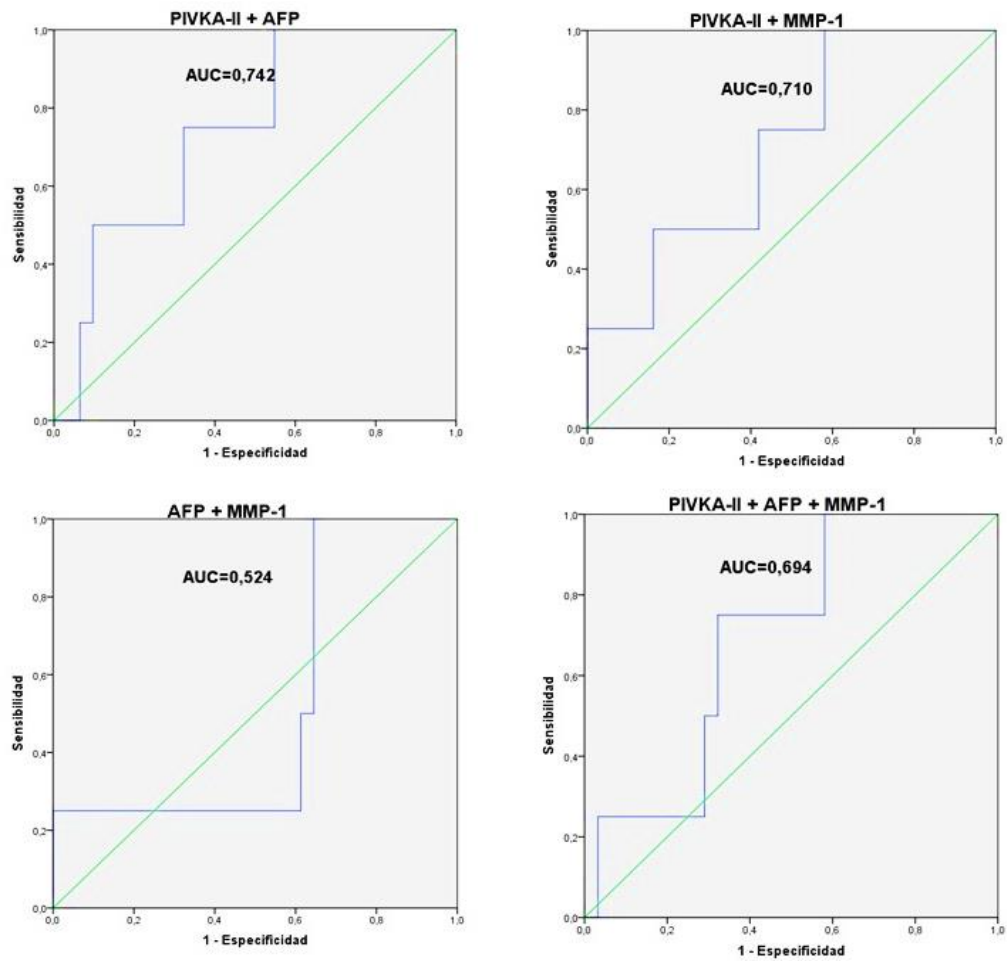 PIVKA-II + AFP
AUC=0,742
Sensibilidad
1,0
0,8
0,6
0,4
0,2
0,0
0,0 0,2 0,4 0,6 0,8 1,0
1 - Especificidad
PIVKA-II + MMP-1
AUC=0,710
Sensibilidad
1,0
0,8
0,6
0,4
0,2
0,0
0,0 0,2 0,4 0,6 0,8 1,0
1 - Especificidad
AFP + MMP-1
AUC=0,524
Sensibilidad
1,0
0,8
0,6
0,4
0,2
0,0
0,0 0,2 0,4 0,6 0,8 1,0
1 - Especificidad
PIVKA-II + AFP + MMP-1
AUC=0,694
Sensibilidad
1,0
0,8
0,6
0,4
0,2
0,0
0,0 0,2 0,4 0,6 0,8 1,0
1 - Especificidad